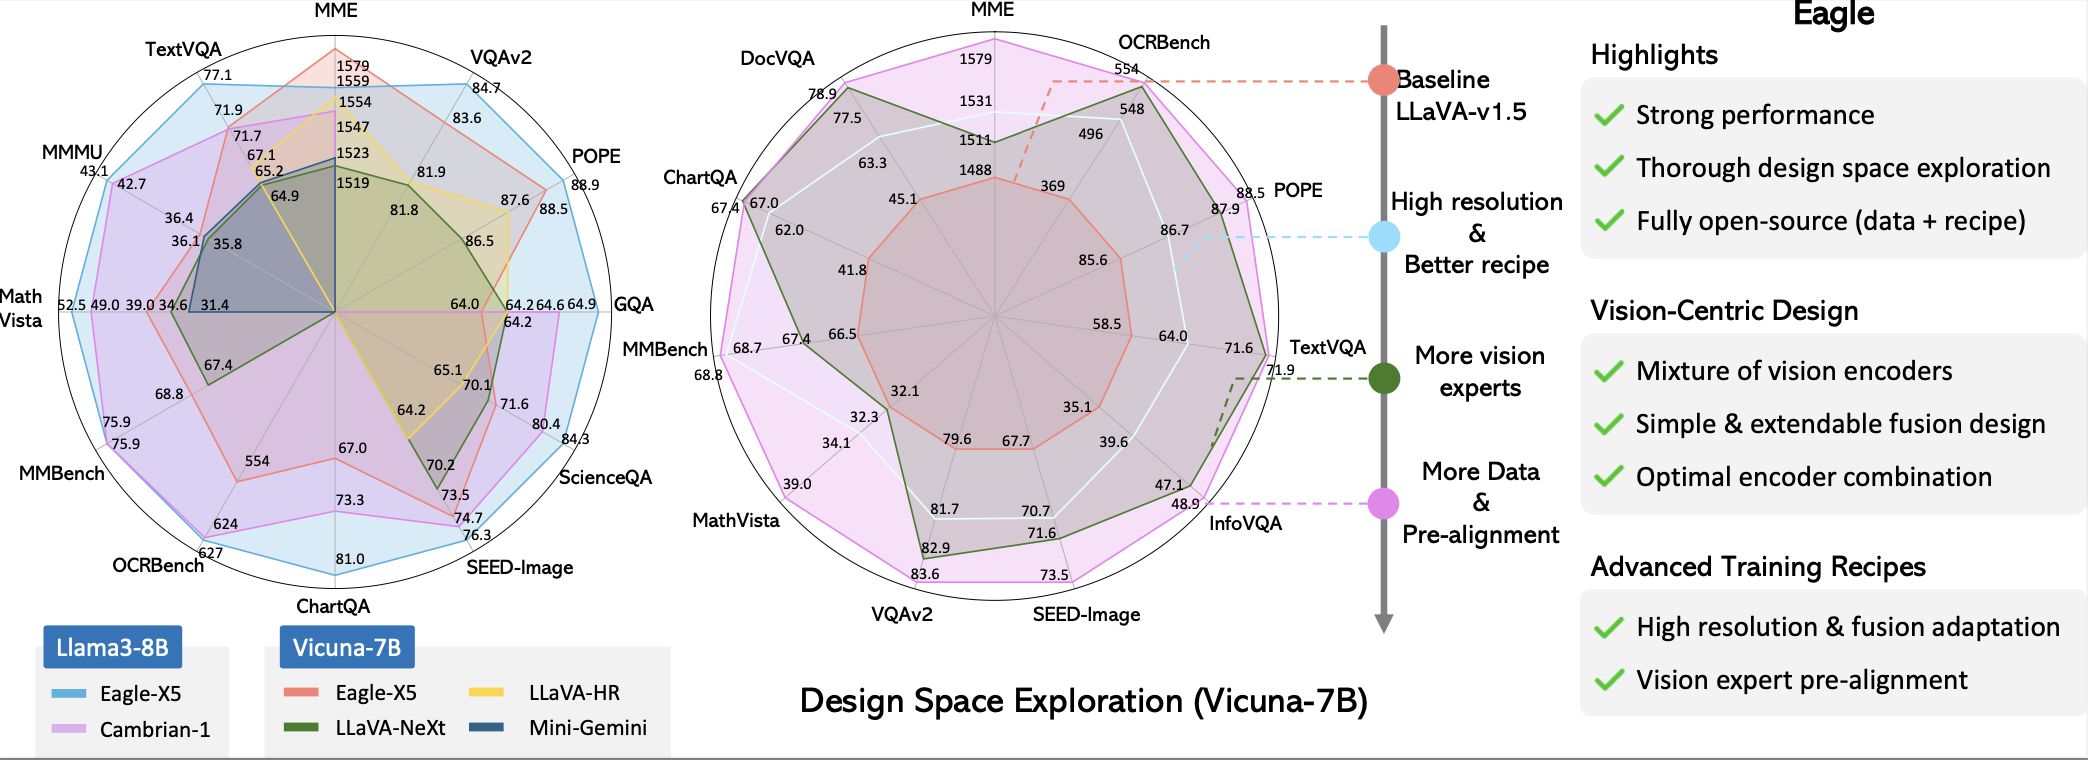 MME
TextVQA
77.1
VQAv2
84.7
1579
1559
1554
1547
1523
1519
71.9
71.7
67.1
65.2
64.9
83.6
81.9
81.8
POPE
88.9
88.5
87.6
86.5
MMMU
43.1
42.7
36.4
36.1
35.8
Math
Vista
52.5
49.0
39.0
34.6
31.4
64.0
64.2
64.2
64.6
64.9
GQA
67.4
68.8
75.9
75.9
MMBench
65.1
70.1
71.6
80.4
84.3
ScienceQA
64.2
70.2
73.5
74.7
76.3
SEED-Image
554
624
627
OCRBench
67.0
73.3
81.0
ChartQA
Llama3-8B
Eagle-X5
Cambrian-1
Vicuna-7B
Eagle-X5
LLaVA-NeXt
LLaVA-HR
Mini-Gemini
MME
1579
1531
1511
1488
OCRBench
554
548
496
369
DocVQA
78.9
77.5
63.3
45.1
POPE
88.5
87.9
86.7
85.6
ChartQA
67.4
67.0
62.0
41.8
TextVQA
71.9
71.6
64.0
58.5
MMBench
68.8
68.7
67.4
66.5
InfoVQA
48.9
47.1
39.6
35.1
MathVista
39.0
34.1
32.3
32.1
VQAv2
83.6
82.9
81.7
79.6
SEED-Image
73.5
71.6
70.7
67.7
Design Space Exploration (Vicuna-7B)
Baseline
LLaVA-v1.5
High resolution
&
Better recipe
More vision
experts
More Data
&
Pre-alignment
Eagle
Highlights
Strong performance
Thorough design space exploration
Fully open-source (data + recipe)
Vision-Centric Design
Mixture of vision encoders
Simple & extendable fusion design
Optimal encoder combination
Advanced Training Recipes
High resolution & fusion adaptation
Vision expert pre-alignment